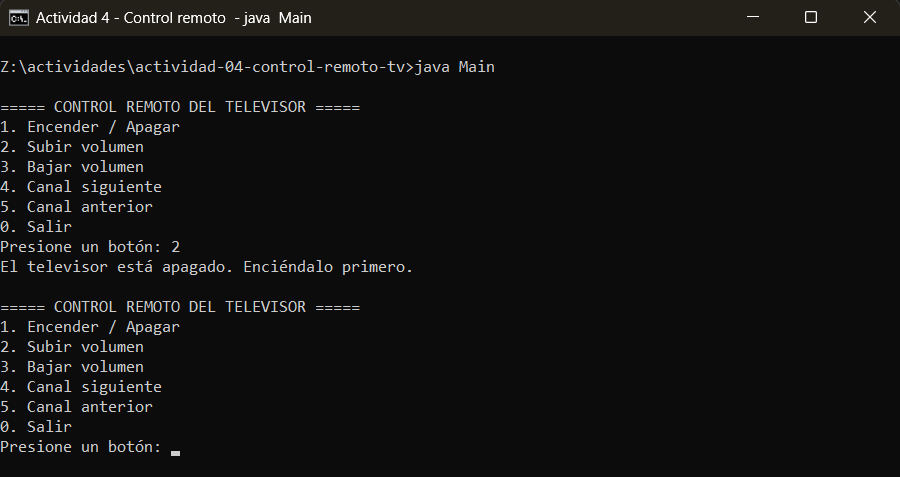 Actividad 4 - Control remoto - java Main
Z:\actividades\actividad-04-control-remoto-tv>java Main
===== CONTROL REMOTO DEL TELEVISOR =====
1. Encender / Apagar
2. Subir volumen
3. Bajar volumen
4. Canal siguiente
5. Canal anterior
0. Salir
Presione un botón: 2
El televisor está apagado. Enciéndalo primero.
===== CONTROL REMOTO DEL TELEVISOR =====
1. Encender / Apagar
2. Subir volumen
3. Bajar volumen
4. Canal siguiente
5. Canal anterior
0. Salir
Presione un botón: